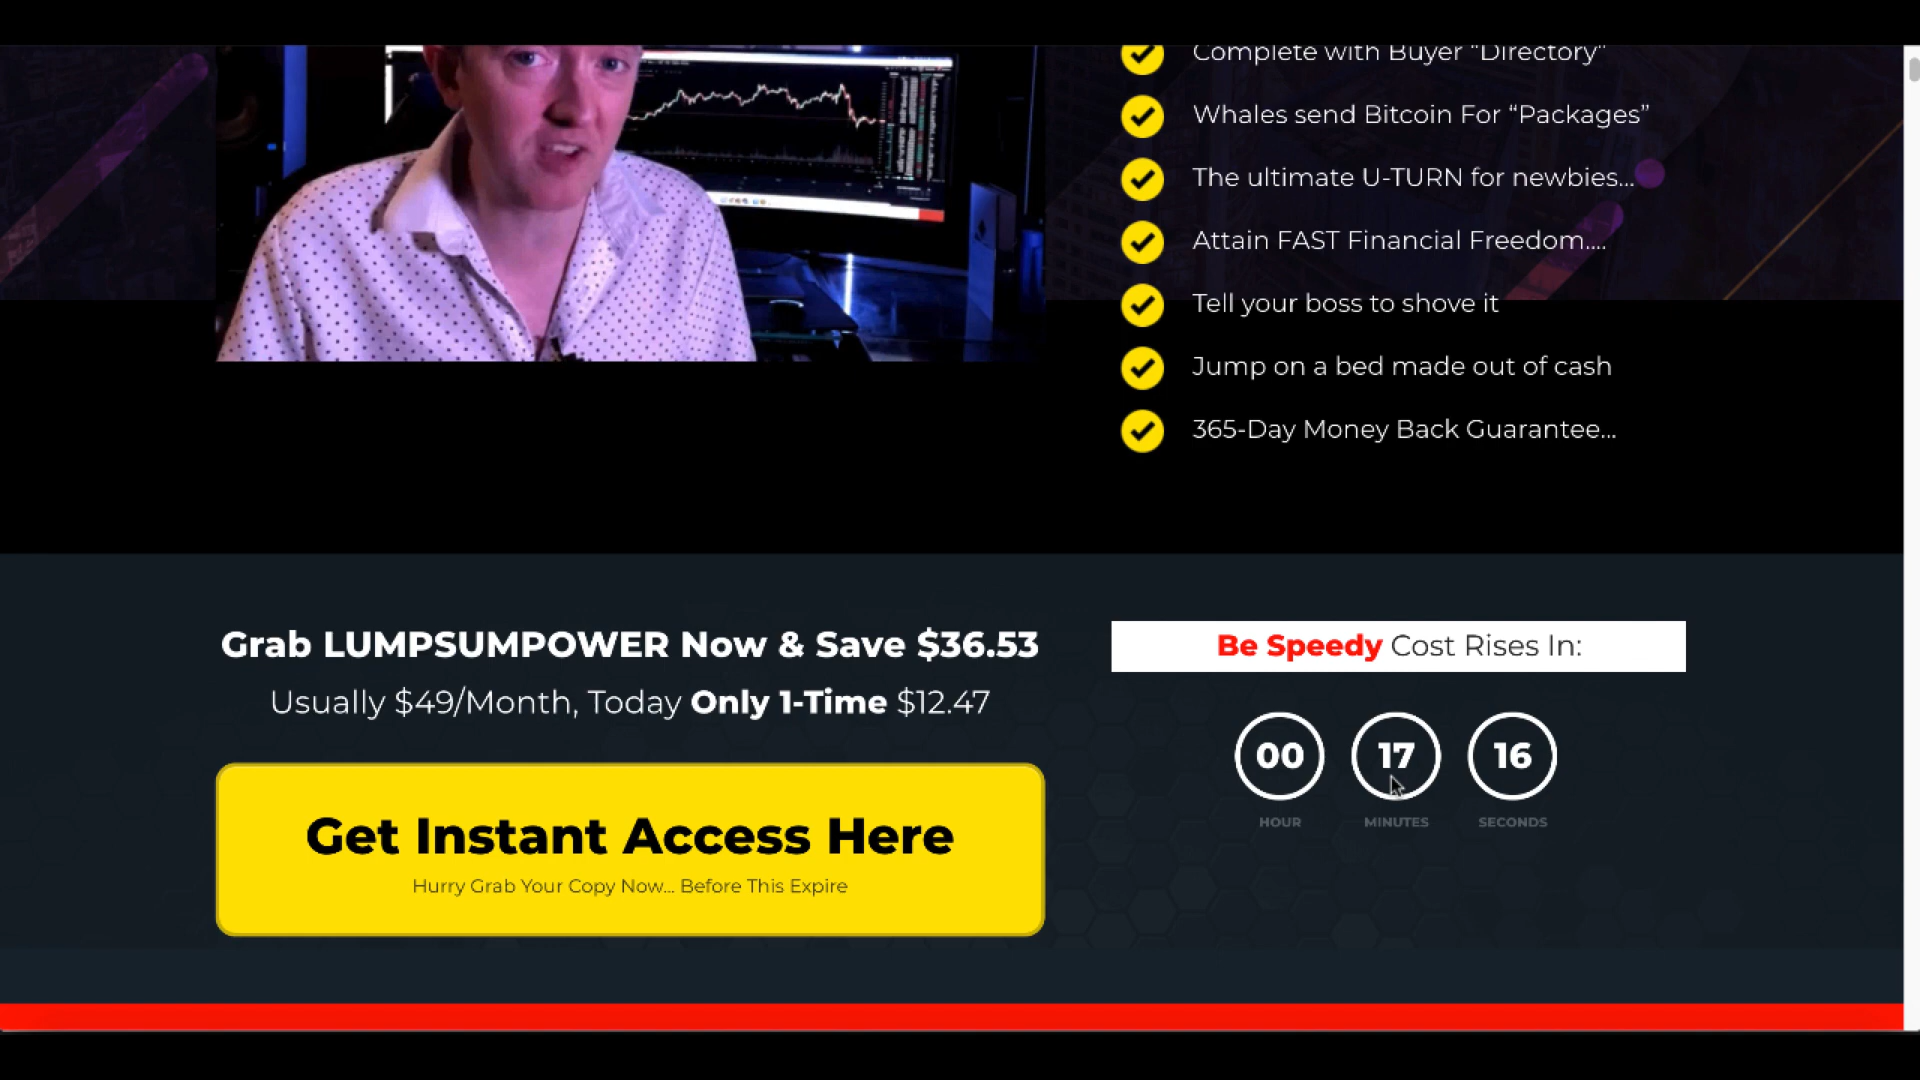 Complete with Buyer “Directory”
Whales send Bitcoin For “Packages”
The ultimate U-TURN for newbies...
Attain FAST Financial Freedom....
Tell your boss to shove it
Jump on a bed made out of cash
365-Day Money Back Guarantee...
Grab LUMPSUMPOWER Now & Save $36.53
Usually $49/Month, Today Only 1-Time $12.47
Get Instant Access Here
Hurry Grab Your Copy Now... Before This Expire
Be Speedy Cost Rises In:
00 17 16
HOUR MINUTES SECONDS